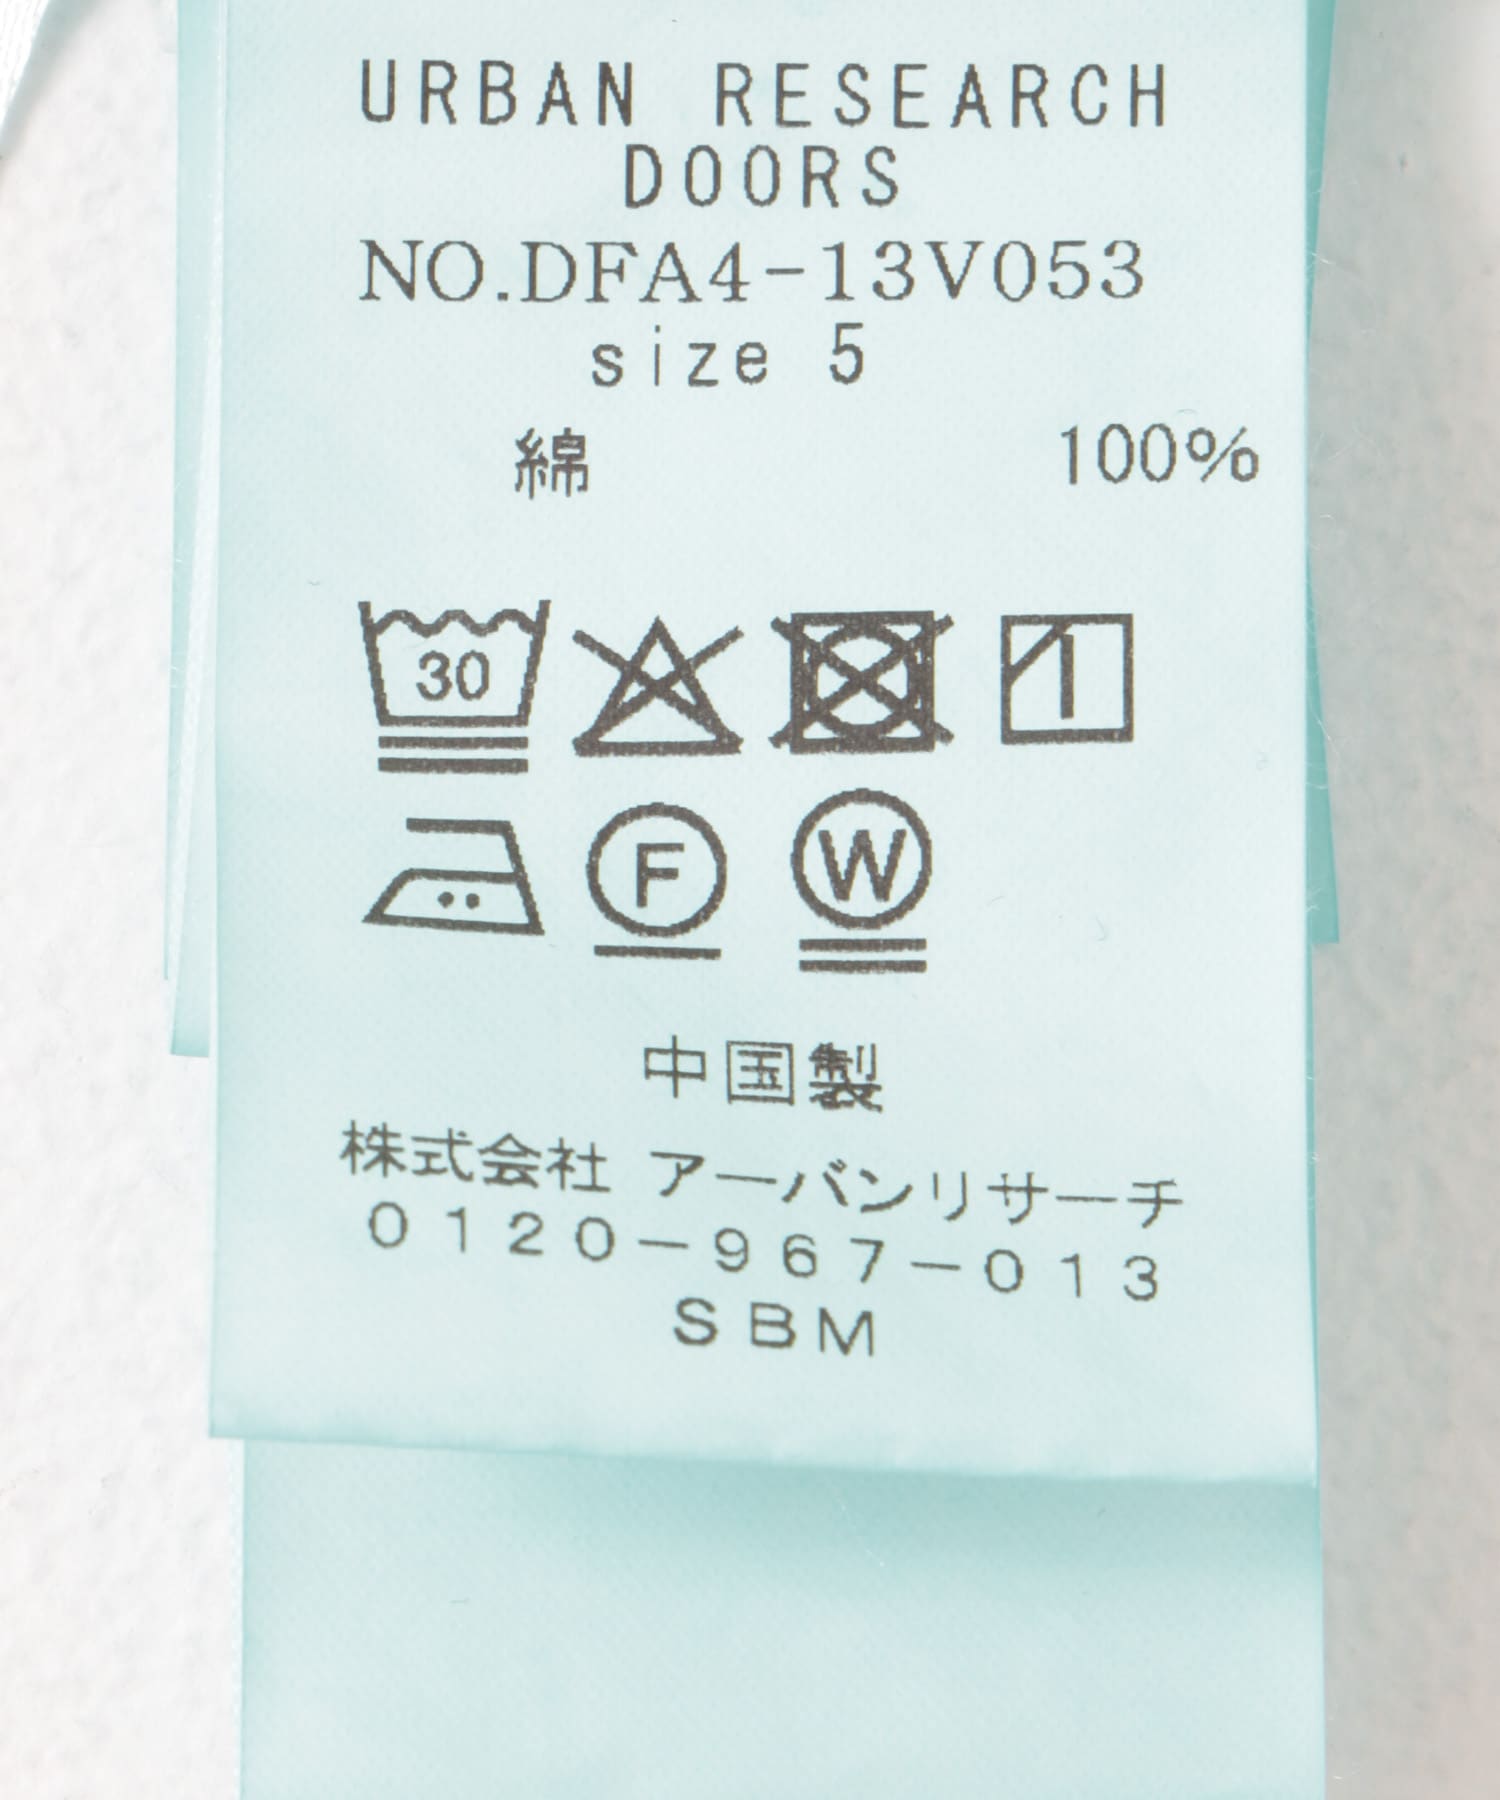 URBAN RESEARCH
DOORS
NO.DFA4-13V053
size 5
綿 100%
30
F W
中国製
株式会社 アーバンリサーチ
0120-967-013
SBM